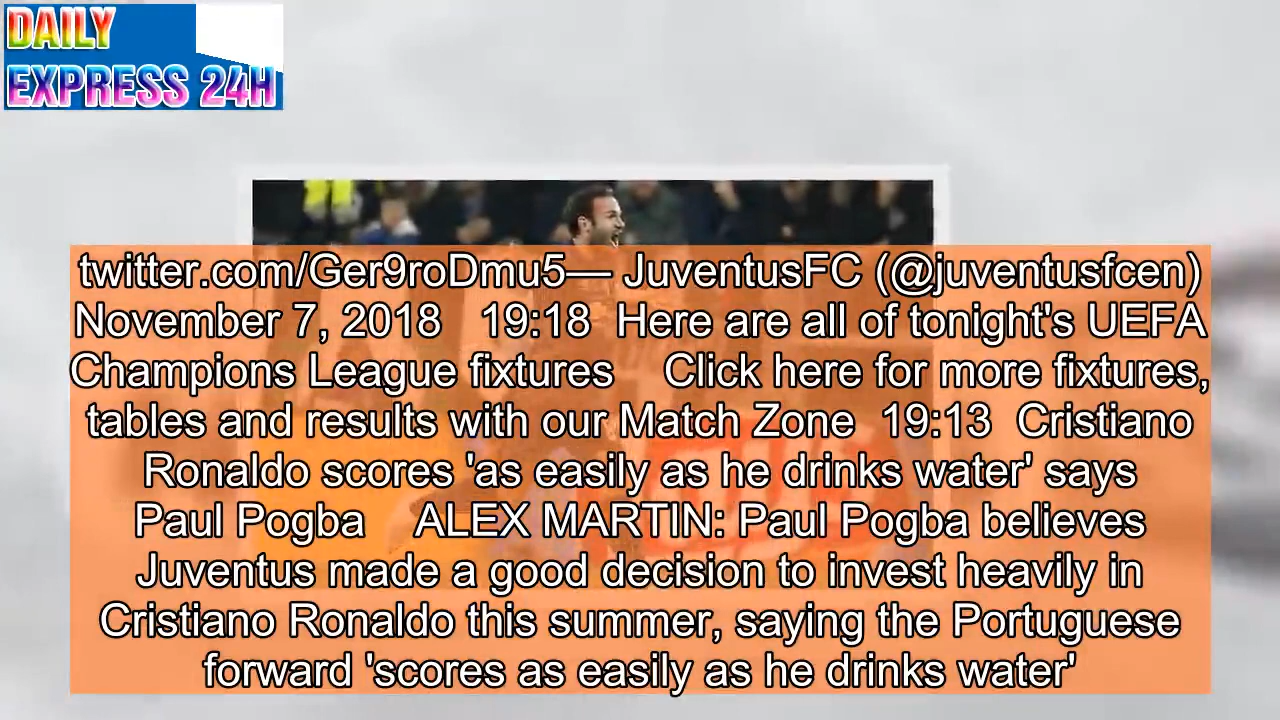 DAILY
EXPRESS 24H
twitter.com/Ger9roDmu5— JuventusFC (@juventusfcen)
November 7, 2018 19:18 Here are all of tonight's UEFA
Champions League fixtures Click here for more fixtures,
tables and results with our Match Zone 19:13 Cristiano
Ronaldo scores 'as easily as he drinks water' says
Paul Pogba ALEX MARTIN: Paul Pogba believes
Juventus made a good decision to invest heavily in
Cristiano Ronaldo this summer, saying the Portuguese
forward 'scores as easily as he drinks water'